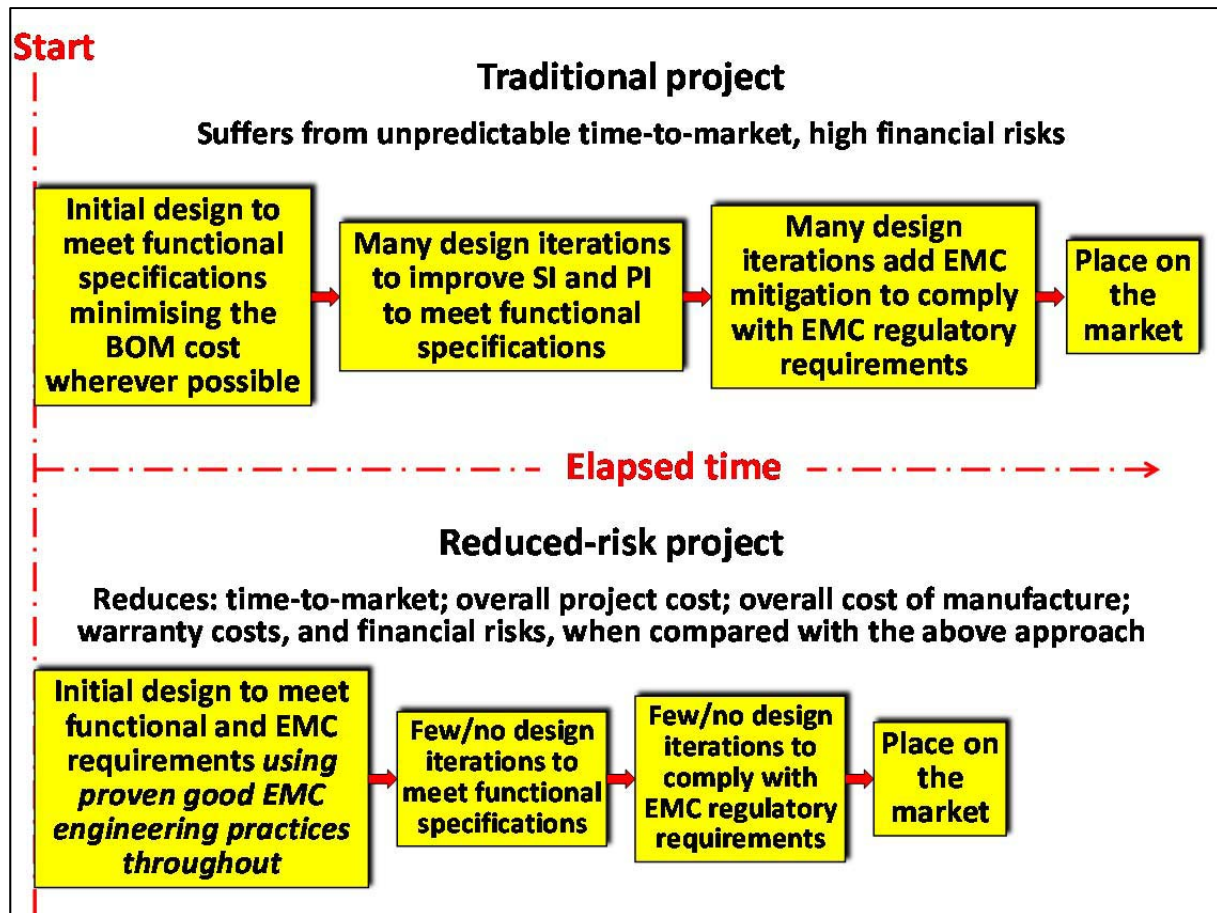 Start
Traditional project
Suffers from unpredictable time-to-market, high financial risks
Initial design to
meet functional
specifications
minimising the
BOM cost
wherever possible
Many design iterations
to improve SI and PI
to meet functional
specifications
Many design
iterations add EMC
mitigation to comply
with EMC regulatory
requirements
Place on
the
market
Elapsed time
Reduced-risk project
Reduces: time-to-market; overall project cost; overall cost of manufacture;
warranty costs, and financial risks, when compared with the above approach
Initial design to meet
functional and EMC
requirements using
proven good EMC
engineering practices
throughout
Few/no design
iterations to
meet functional
specifications
Few/no design
iterations to
comply with
EMC regulatory
requirements
Place on
the
market